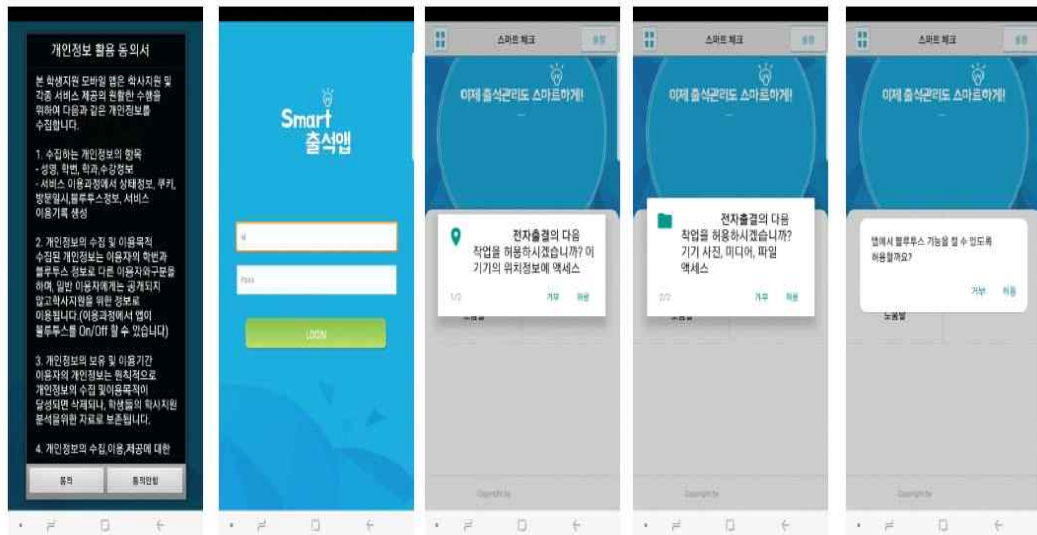 개인정보 활용 동의서
본 학생지원 모바일 앱은 학사지원 및
각종 서비스 제공의 원활한 수행을
위하여 다음과 같은 개인정보를
수집합니다.
1. 수집하는 개인정보의 항목
- 성명, 학번, 학과,수강정보
- 서비스 이용과정에서 상태정보, 쿠키,
방문일시,블루투스정보, 서비스
이용기록 생성
2. 개인정보의 수집 및 이용목적
수집된 개인정보는 이용자의 학번과
블루투스 정보로 다른 이용자와구분을
하며, 일반 이용자에게는 공개되지
않고학사지원을 위한 정보로
이용됩니다.(이용과정에서 앱이
블루투스를 On/Off 할 수 있습니다)
3. 개인정보의 보유 및 이용기간
이용자의 개인정보는 원칙적으로
개인정보의 수집 및이용목적이
달성되면 삭제되나, 학생들의 학사지원
분석을위한 자료로 보존됩니다.
4. 개인정보의 수집,이용,제공에 대한
동의
동의안함
Smart
출석앱
Pass
LOGIN
스마트 체크
이제 출석관리도 스마트하게!
전자출결의 다음
작업을 허용하시겠습니까? 이
기기의 위치정보에 액세스
1/2
거부
허용
도움말
Copyright by
스마트 체크
이제 출석관리도 스마트하게!
전자출결의 다음
작업을 허용하시겠습니까?
기기 사진, 미디어, 파일
액세스
2/2
거부
허용
도움말
Copyright by
스마트 체크
이제 출석관리도 스마트하게!
앱에서 블루투스 기능을 켤 수 있도록
허용할까요?
거부
허용
도움말
Copyright by